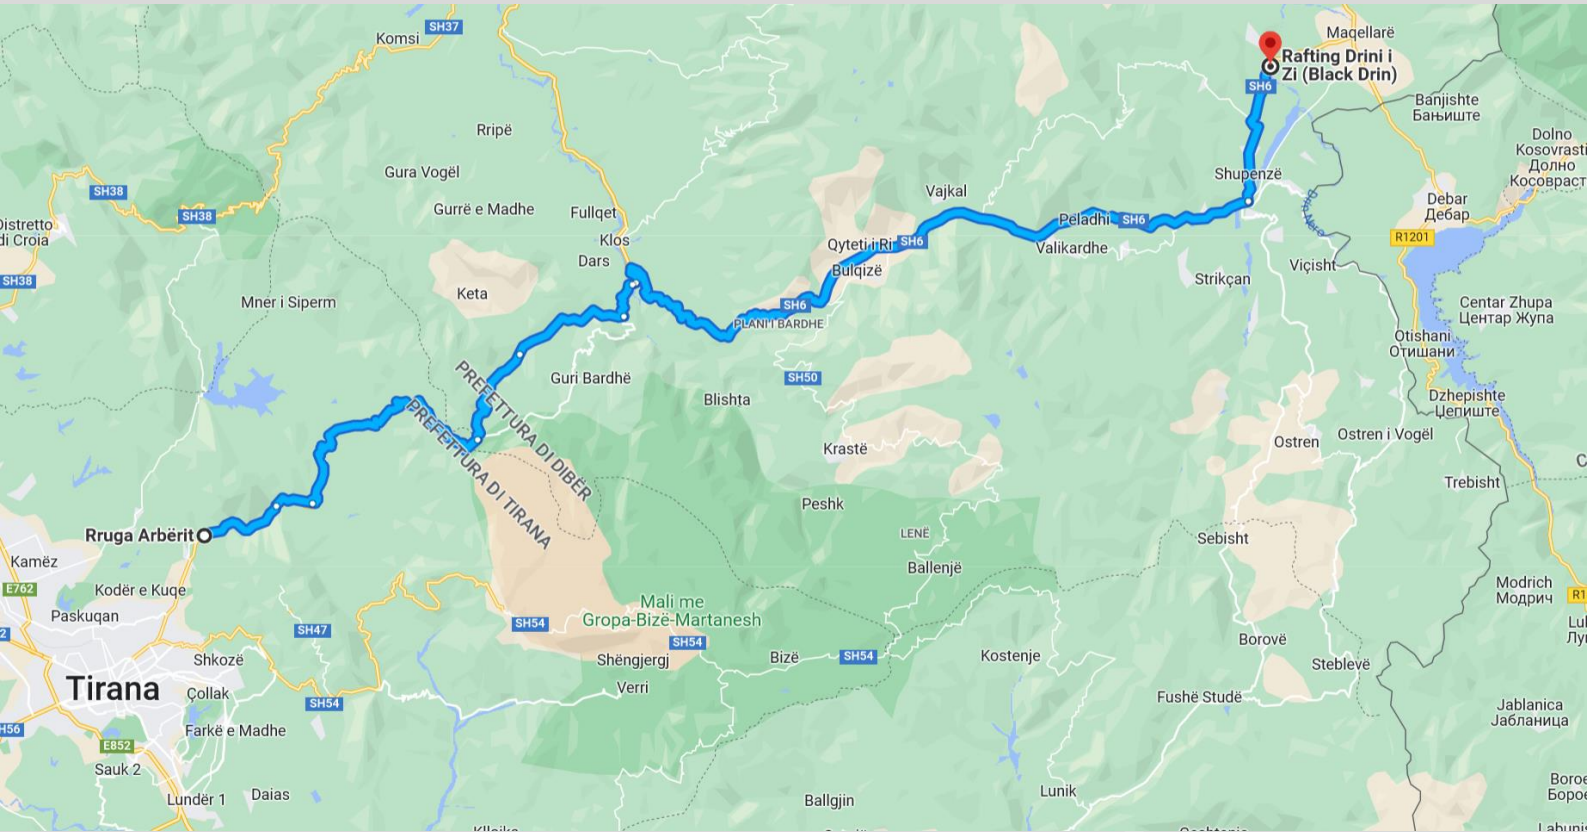 Komsi
SH37
Maqellarë
Rafting Drini i
Zi (Black Drin)
SH6
Banjishte
Бањиште
Rripë
Dolno
Kosovrasti
Долно
Косоврасти
Gura Vogël
Shupenzë
SH38
SH38
Vajkal
Gurrë e Madhe
Fullqet
Debar
Дебар
Distretto
di Croia
Peladhi
SH6
R1201
Klos
Dars
Qyteti i Ri
SH6
Valikardhe
Bulqizë
Viçisht
Strikçan
SH38
Keta
Mner i Siperm
SH6
PLANI I BARDHE
Centar Zhupa
Центар Жупа
Otishani
Отишани
Guri Bardhë
SH50
PREFETTURA DI DIBËR
PREFETTURA DI TIRANA
Blishta
Dzhepishte
Џепиште
Ostren
Ostren i Vogël
Krastë
Trebisht
Peshk
Rruga Arbërit
LENË
Sebisht
Kamëz
E762
Ballenjë
Kodër e Kuqe
Modrich
Модрич
Paskuqan
Mali me
Gropa-Bizë-Martanesh
SH54
SH47
SH54
Borovë
Shkozë
Shëngjergj
Bizë
SH54
Kostenje
Steblevë
Tirana
Çollak
Verri
Fushë Studë
SH54
Jablanica
Јабланица
Farkë e Madhe
E852
Sauk 2
Lundër 1
Daias
Ballgjin
Lunik